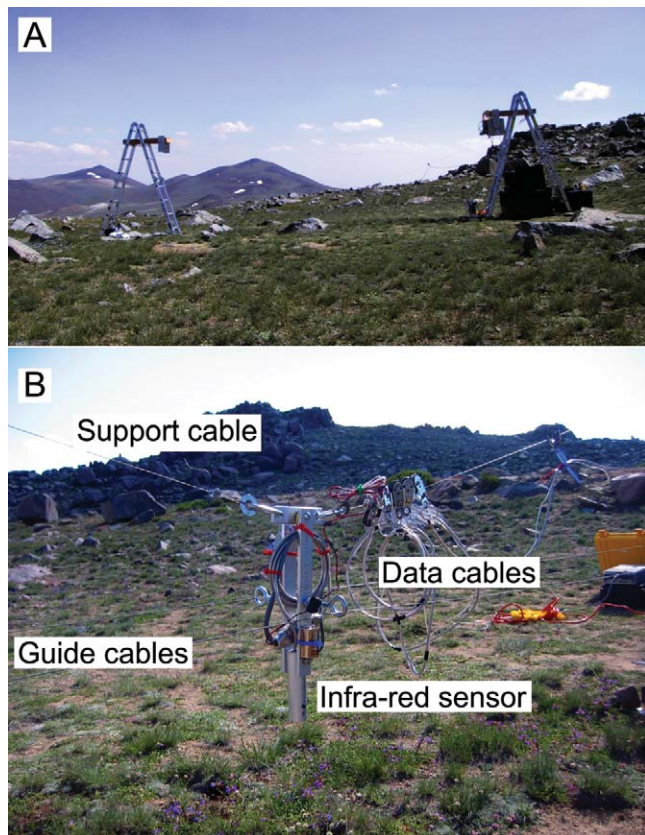 A
B
Support cable
Data cables
Guide cables
Infra-red sensor